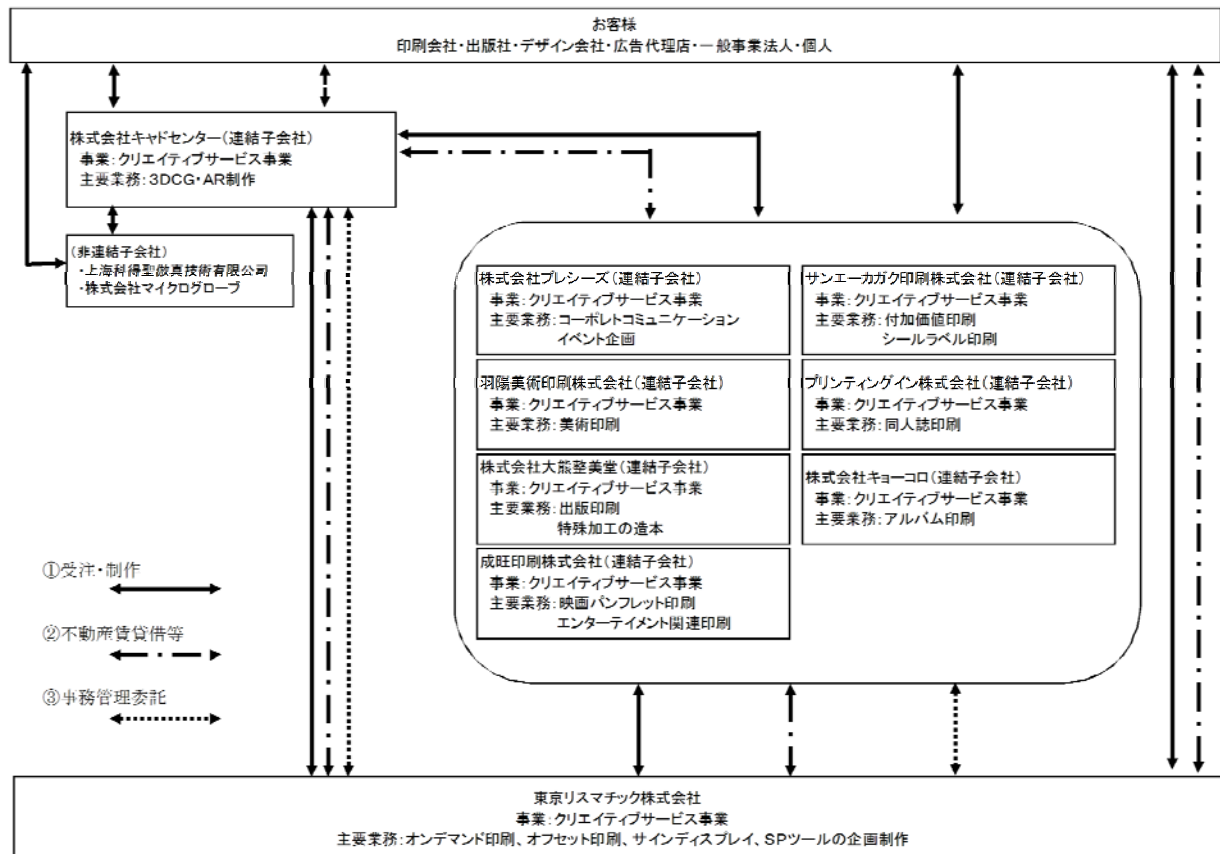 お客様
印刷会社・出版社・デザイン会社・広告代理店・一般事業法人・個人
株式会社キャドセンター(連結子会社)
事業:クリエイティブサービス事業
主要業務:3DCG・AR制作
(非連結子会社)
・上海科得聖倣真技術有限公司
・株式会社マイクログローブ
株式会社プレシーズ(連結子会社)
事業:クリエイティブサービス事業
主要業務:コーポレトコミュニケーション
イベント企画
サンエーカガク印刷株式会社(連結子会社)
事業:クリエイティブサービス事業
主要業務:付加価値印刷
シールラベル印刷
羽陽美術印刷株式会社(連結子会社)
事業:クリエイティブサービス事業
主要業務:美術印刷
プリンティングイン株式会社(連結子会社)
事業:クリエイティブサービス事業
主要業務:同人誌印刷
株式会社大熊整美堂(連結子会社)
事業:クリエイティブサービス事業
主要業務:出版印刷
特殊加工の造本
株式会社キョーコロ(連結子会社)
事業:クリエイティブサービス事業
主要業務:アルバム印刷
成旺印刷株式会社(連結子会社)
事業:クリエイティブサービス事業
主要業務:映画パンフレット印刷
エンターテイメント関連印刷
①受注・制作
②不動産賃貸借等
③事務管理委託
東京リスマチック株式会社
事業:クリエイティブサービス事業
主要業務:オンデマンド印刷、オフセット印刷、サインディスプレイ、SPツールの企画制作